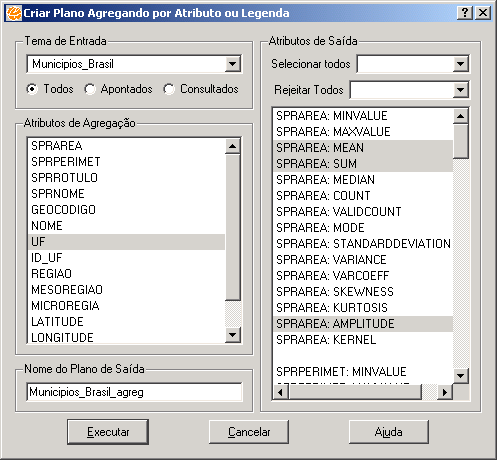 Criar Plano Agregando por Atributo ou Legenda
Tema de Entrada
Municipios_Brasil
Todos Apontados Consultados
Atributos de Agregação
SPRAREA
SPRPERIMET
SPRROTULO
SPRNOME
GEOCODIGO
NOME
UF
ID_UF
REGIAO
MESOREGIAO
MICROREGIA
LATITUDE
LONGITUDE
Nome do Plano de Saída
Municipios_Brasil_agreg
Atributos de Saída
Selecionar todos
Rejeitar Todos
SPRAREA: MINVALUE
SPRAREA: MAXVALUE
SPRAREA: MEAN
SPRAREA: SUM
SPRAREA: MEDIAN
SPRAREA: COUNT
SPRAREA: VALIDCOUNT
SPRAREA: MODE
SPRAREA: STANDARDDEVIATION
SPRAREA: VARIANCE
SPRAREA: VARCOEFF
SPRAREA: SKEWNESS
SPRAREA: KURTOSIS
SPRAREA: AMPLITUDE
SPRAREA: KERNEL
SPRPERIMET: MINVALUE
Executar Cancelar Ajuda